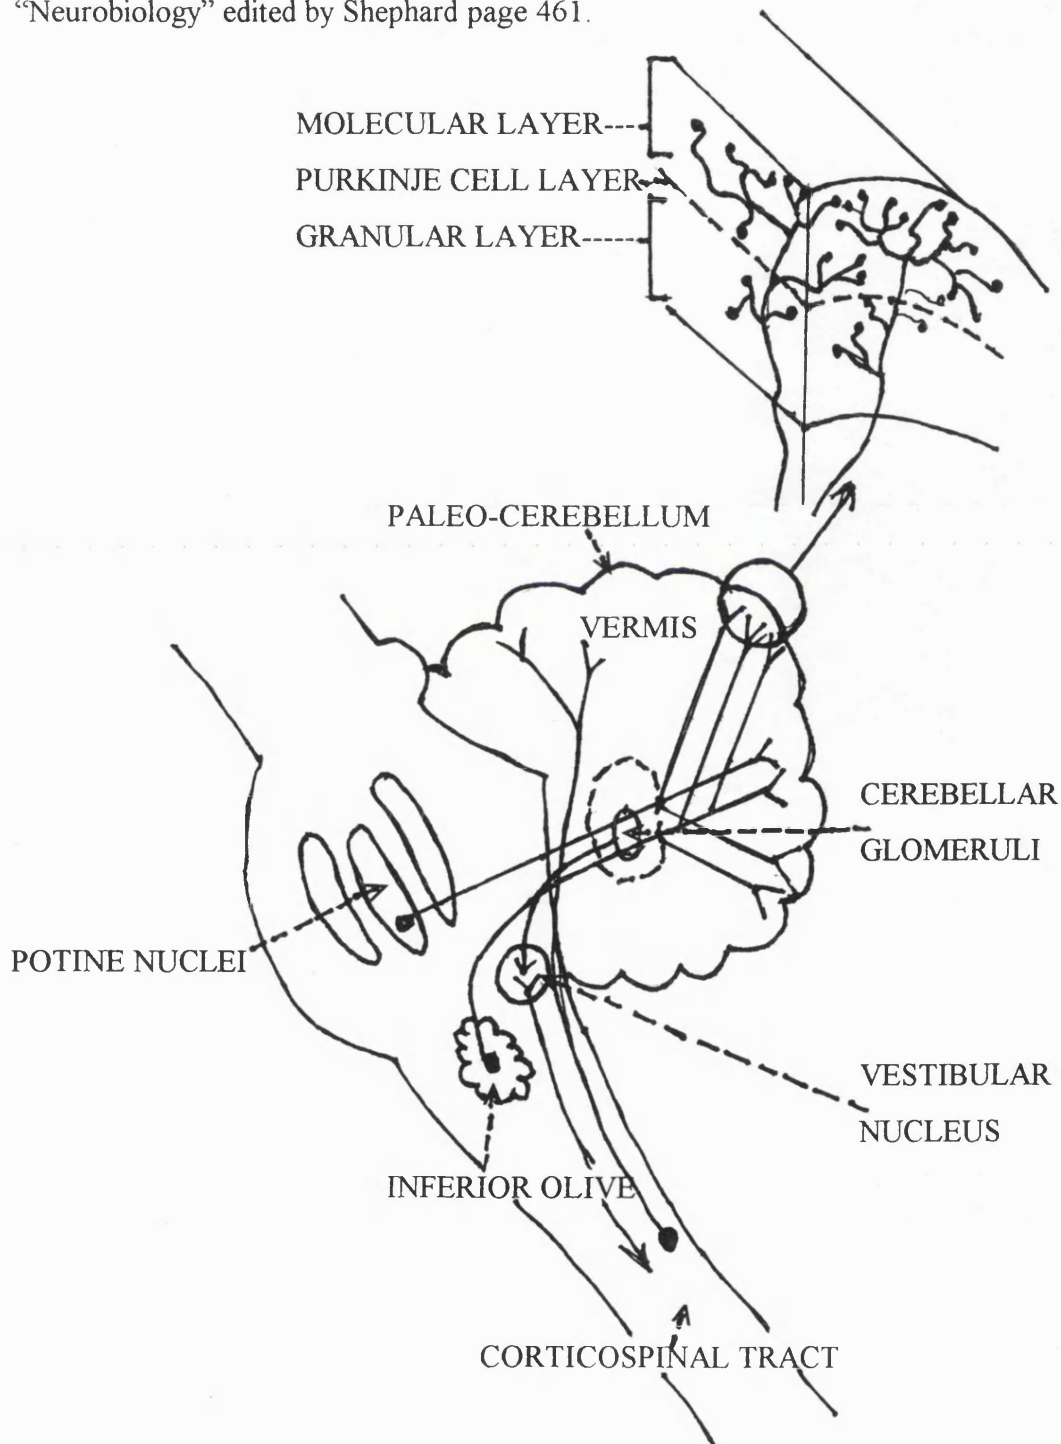 “Neurobiology” edited by Shephard page 461.
MOLECULAR LAYER----
PURKINJE CELL LAYER
GRANULAR LAYER------
PALEO-CEREBELLUM
VERMIS
CEREBELLAR
GLOMERULI
POTINE NUCLEI
VESTIBULAR
NUCLEUS
INFERIOR OLIVE
CORTICOSPINAL TRACT